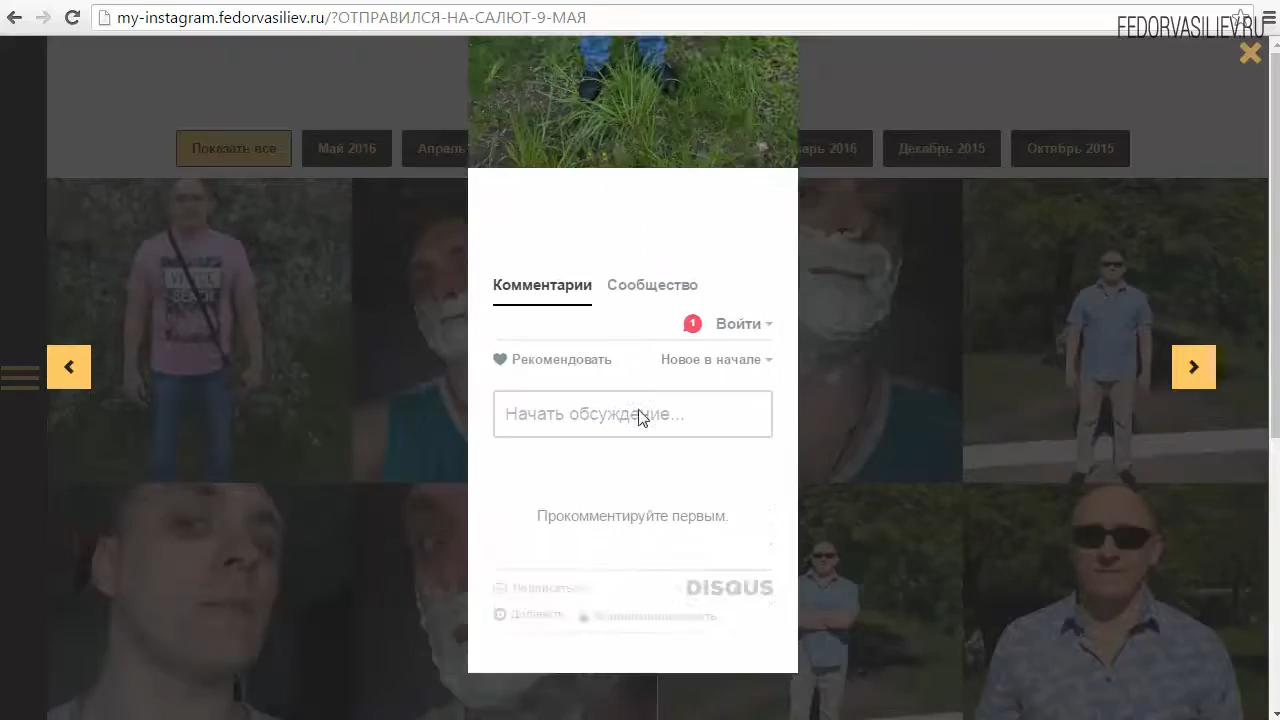 my-instagram.fedorvasiliev.ru/?ОТПРАВИЛСЯ-НА-САЛЮТ-9-МАЯ
FEDORVASILIEV.RU
Показать все
Май 2016
Декабрь 2015
Октябрь 2015
Комментарии Сообщество
1 Войти
Рекомендовать Новое в начале
Начать обсуждение...
Прокомментируйте первым.
DISQUS